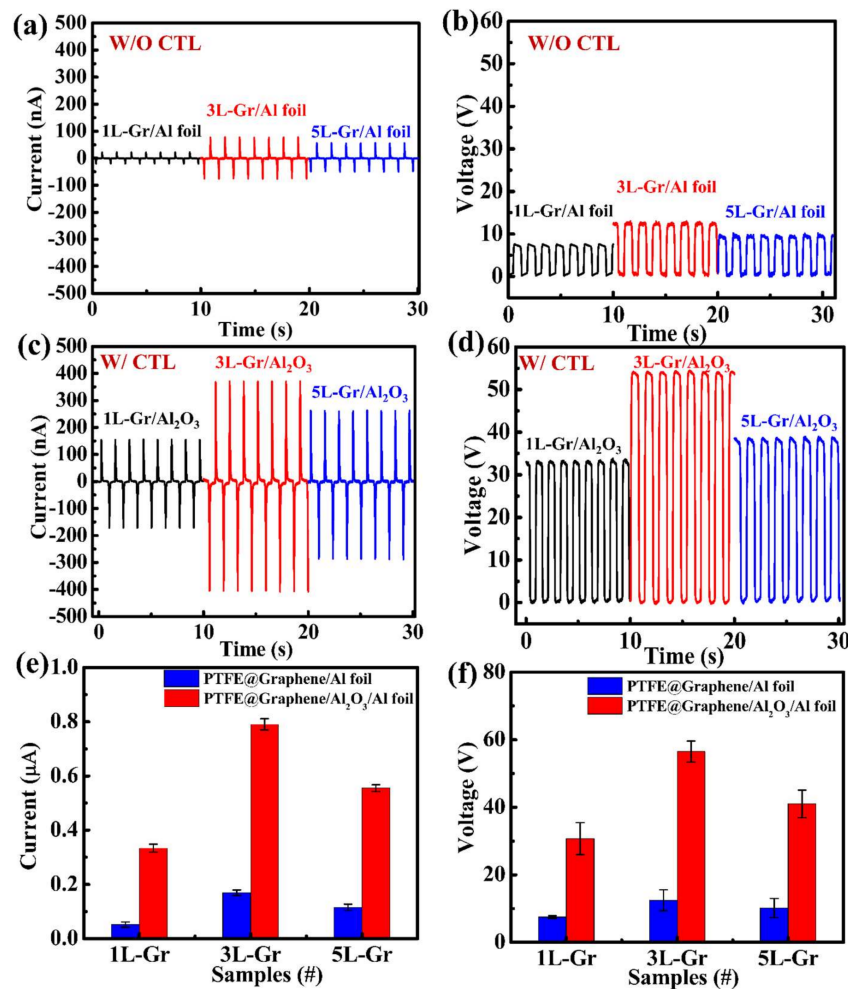 (a)
W/O CTL
500
400
300
200
100
0
-100
-200
-300
-400
-500
Current (nA)
1L-Gr/Al foil
3L-Gr/Al foil
5L-Gr/Al foil
0 10 20 30
Time (s)
(b)
W/O CTL
60
50
40
30
20
10
0
Voltage (V)
1L-Gr/Al foil
3L-Gr/Al foil
5L-Gr/Al foil
0 10 20 30
Time (s)
(c)
W/ CTL
500
400
300
200
100
0
-100
-200
-300
-400
-500
Current (nA)
1L-Gr/Al₂O₃
3L-Gr/Al₂O₃
5L-Gr/Al₂O₃
0 10 20 30
Time (s)
(d)
W/ CTL
60
50
40
30
20
10
0
Voltage (V)
1L-Gr/Al₂O₃
3L-Gr/Al₂O₃
5L-Gr/Al₂O₃
0 10 20 30
Time (s)
(e)
PTFE@Graphene/Al foil
PTFE@Graphene/Al₂O₃/Al foil
1.0
0.8
0.6
0.4
0.2
0.0
Current (μA)
1L-Gr 3L-Gr 5L-Gr
Samples (#)
(f)
PTFE@Graphene/Al foil
PTFE@Graphene/Al₂O₃/Al foil
80
60
40
20
0
Voltage (V)
1L-Gr 3L-Gr 5L-Gr
Samples (#)